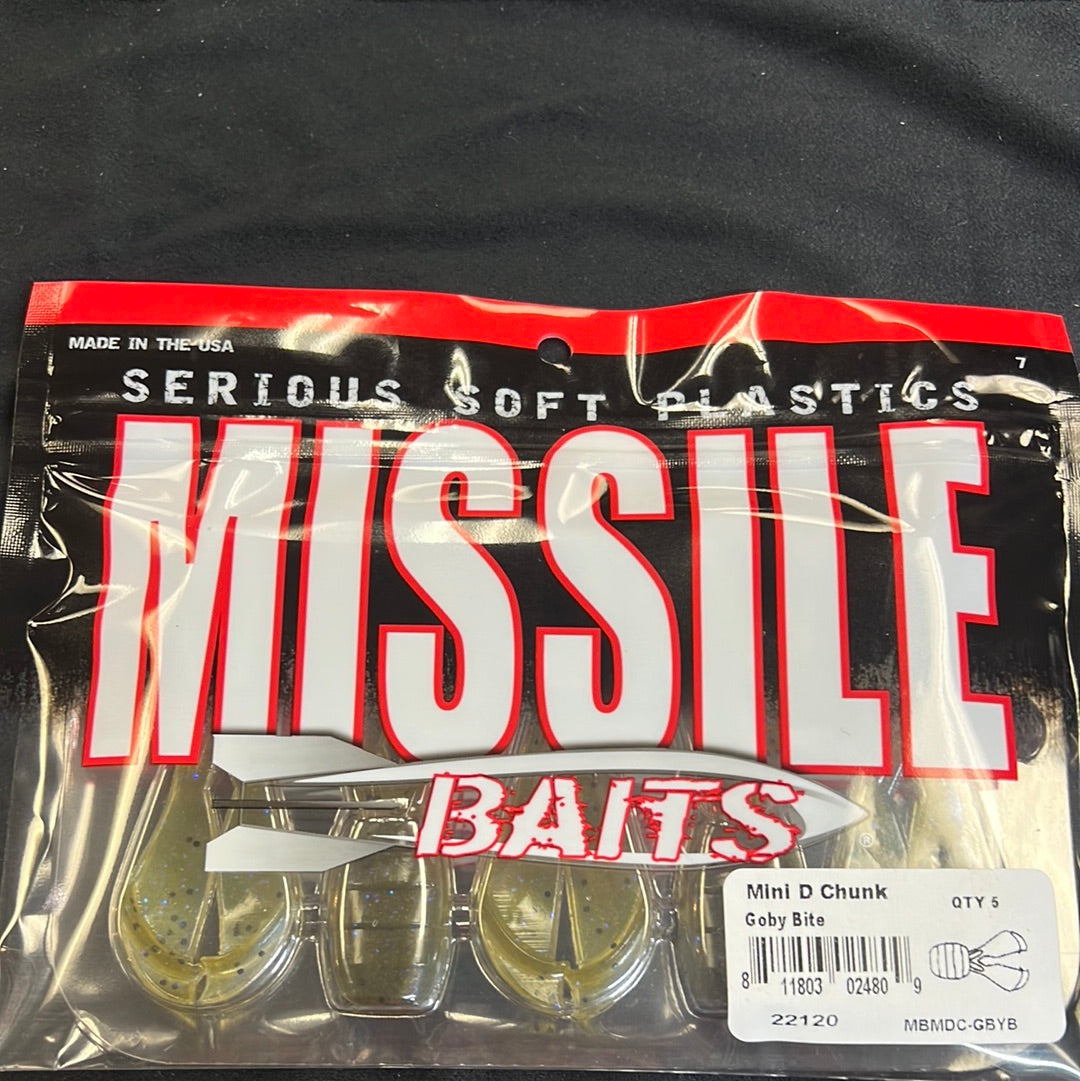 MADE IN THE USA
7
SERIOUS SOFT PLASTICS
MISSILE
BAITS
®
Mini D Chunk
QTY 5
Goby Bite
8 11803 02480 9
22120
MBMDC-GBYB